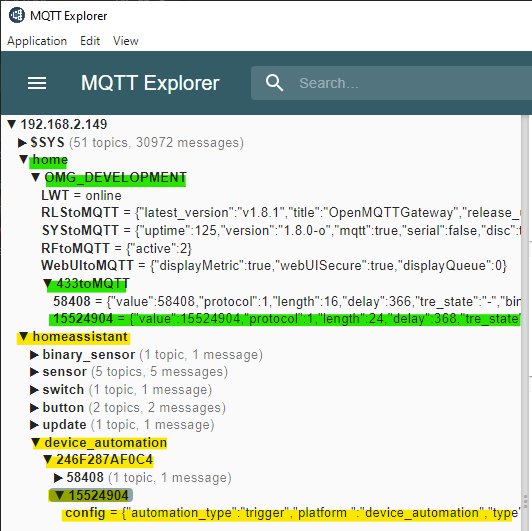 MQTT Explorer
Application Edit View
MQTT Explorer Search...
▼ 192.168.2.149
▶ $SYS (51 topics, 30972 messages)
▼ home
▼ OMG_DEVELOPMENT
LWT = online
RLStoMQTT = {"latest_version":"v1.8.1","title":"OpenMQTTGateway","release_u
SYStoMQTT = {"uptime":125,"version":"1.8.0-o","mqtt":true,"serial":false,"disc":t
RFtoMQTT = {"active":2}
WebUItoMQTT = {"displayMetric":true,"webUISecure":true,"displayQueue":0}
▼ 433toMQTT
58408 = {"value":58408,"protocol":1,"length":16,"delay":366,"tre_state":"-","bin
15524904 = {"value":15524904,"protocol":1,"length":24,"delay":368,"tre_state"
▼ homeassistant
▶ binary_sensor (1 topic, 1 message)
▶ sensor (5 topics, 5 messages)
▶ switch (1 topic, 1 message)
▶ button (2 topics, 2 messages)
▶ update (1 topic, 1 message)
▼ device_automation
▼ 246F287AF0C4
▶ 58408 (1 topic, 1 message)
▼ 15524904
config = {"automation_type":"trigger","platform ":"device_automation","type"